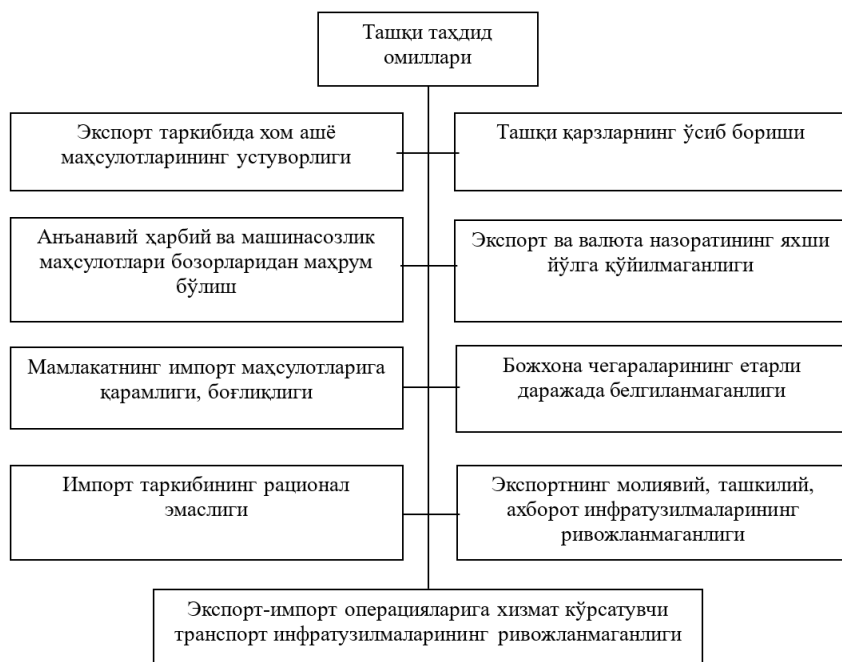 Ташқи таҳдид
омиллари
Экспорт таркибида хом ашё
маҳсулотларининг устуворлиги
Ташқи қарзларнинг ўсиб бориши
Анъанавий ҳарбий ва машинасозлик
маҳсулотлари бозорларидан маҳрум
бўлиш
Экспорт ва валюта назоратининг яхши
йўлга қўйилмаганлиги
Мамлакатнинг импорт маҳсулотларига
қарамлиги, боғлиқлиги
Божхона чегараларининг етарли
даражада белгиланмаганлиги
Импорт таркибининг рационал
эмаслиги
Экспортнинг молиявий, ташкилий,
ахборот инфратузилмаларининг
ривожланмаганлиги
Экспорт-импорт операцияларига хизмат кўрсатувчи
транспорт инфратузилмаларининг ривожланмаганлиги